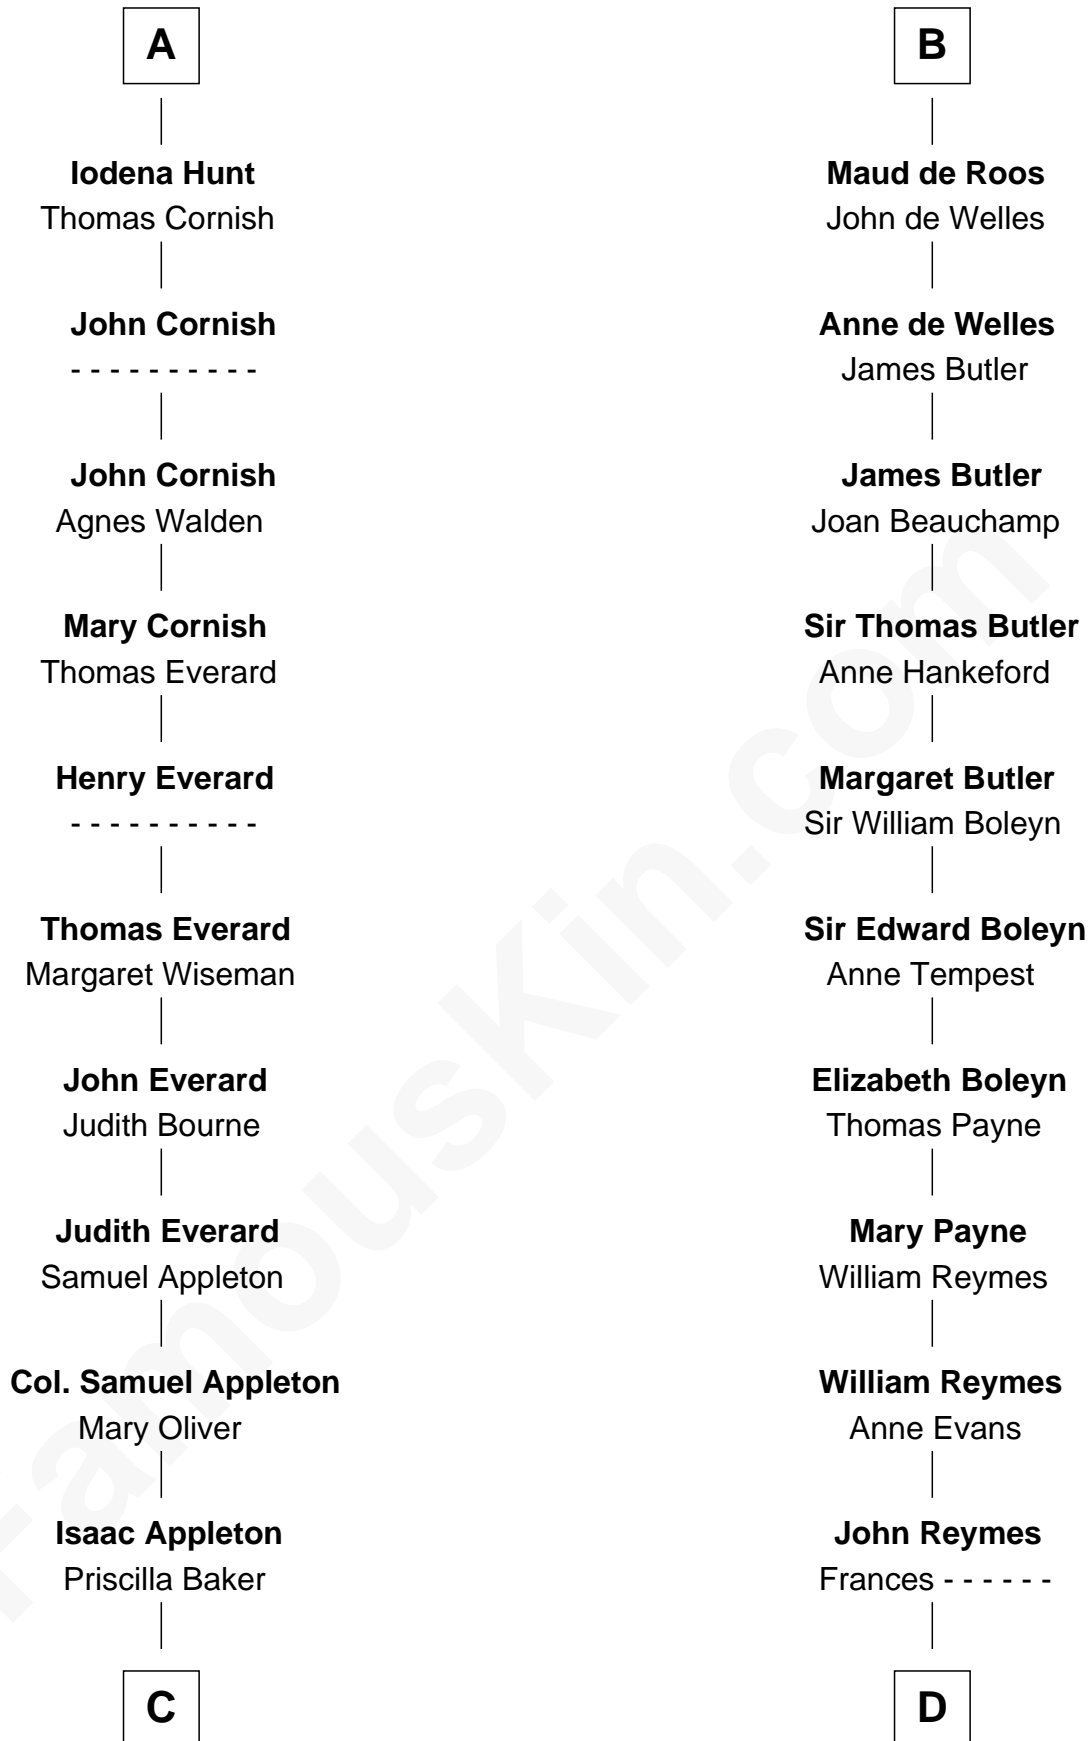 A
Iodena Hunt
Thomas Cornish
John Cornish
- - - - - - - - - -
John Cornish
Agnes Walden
Mary Cornish
Thomas Everard
Henry Everard
- - - - - - - - - -
Thomas Everard
Margaret Wiseman
John Everard
Judith Bourne
Judith Everard
Samuel Appleton
Col. Samuel Appleton
Mary Oliver
Isaac Appleton
Priscilla Baker
C
B
Maud de Roos
John de Welles
Anne de Welles
James Butler
James Butler
Joan Beauchamp
Sir Thomas Butler
Anne Hankeford
Margaret Butler
Sir William Boleyn
Sir Edward Boleyn
Anne Tempest
Elizabeth Boleyn
Thomas Payne
Mary Payne
William Reymes
William Reymes
Anne Evans
John Reymes
Frances - - - - - -
D
FamousKin.com